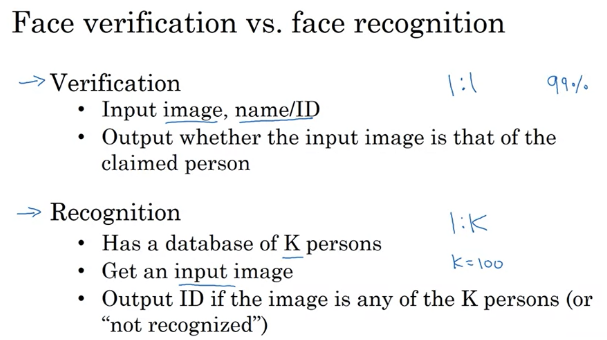 Face verification vs. face recognition
→ Verification 1:1 99%
• Input image, name/ID
• Output whether the input image is that of the
claimed person
→ Recognition 1:K
• Has a database of K persons
• Get an input image K=100
• Output ID if the image is any of the K persons (or
“not recognized”)